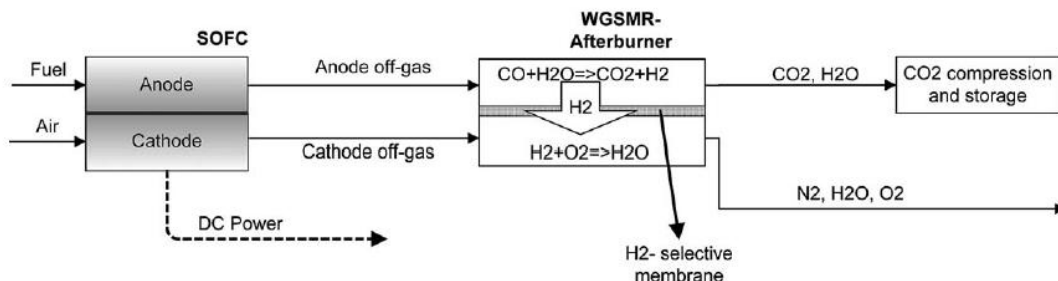 SOFC
WGSMR-
Afterburner
Fuel
Anode
Anode off-gas
CO+H2O=>CO2+H2
CO2, H2O
CO2 compression
and storage
H2
Air
Cathode
Cathode off-gas
H2+O2=>H2O
N2, H2O, O2
DC Power
H2- selective
membrane